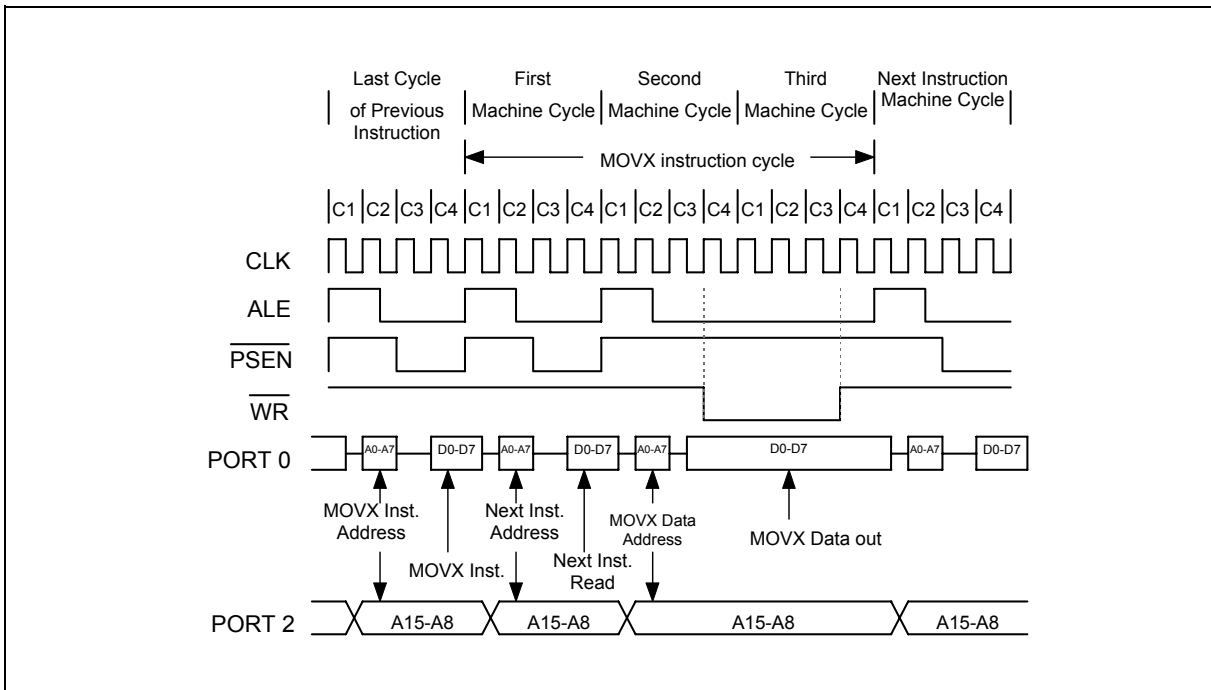 Last Cycle
of Previous
Instruction
First
Machine Cycle
Second
Machine Cycle
Third
Machine Cycle
Next Instruction
Machine Cycle
MOVX instruction cycle
C1 C2 C3 C4 C1 C2 C3 C4 C1 C2 C3 C4 C1 C2 C3 C4 C1 C2 C3 C4
CLK
ALE
PSEN
WR
PORT 0
A0-A7 D0-D7 A0-A7 D0-D7 A0-A7 D0-D7 A0-A7 D0-D7
MOVX Inst.
Address
MOVX Inst.
Next Inst.
Address
Next Inst.
Read
MOVX Data
Address
MOVX Data out
PORT 2
A15-A8 A15-A8 A15-A8 A15-A8